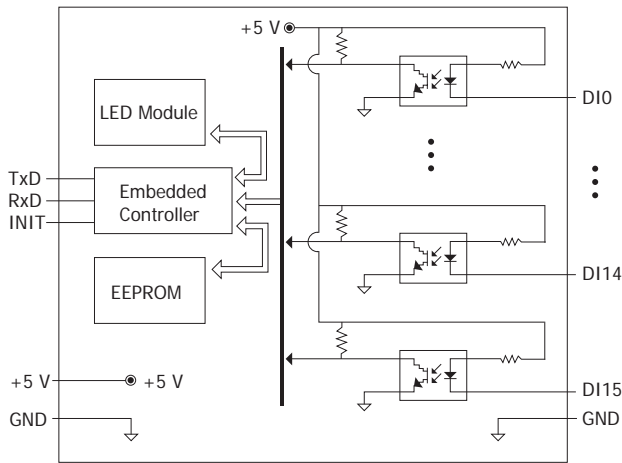 +5 V
LED Module
DI0
TxD
RxD
INIT
Embedded
Controller
EEPROM
DI14
+5 V
+5 V
DI15
GND
GND